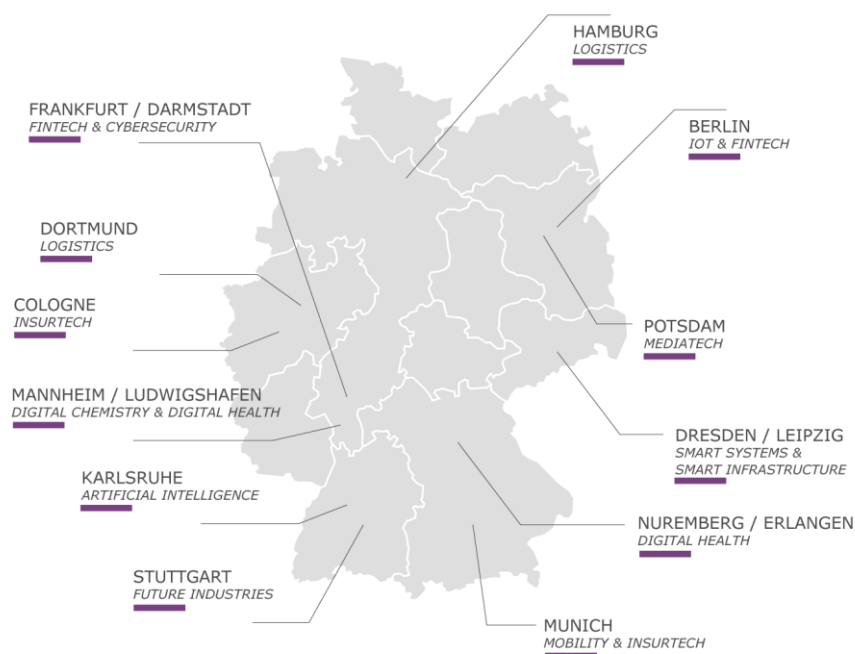 HAMBURG
LOGISTICS
FRANKFURT / DARMSTADT
FINTECH & CYBERSECURITY
BERLIN
IOT & FINTECH
DORTMUND
LOGISTICS
COLOGNE
INSURTECH
POTSDAM
MEDIATECH
MANNHEIM / LUDWIGSHAFEN
DIGITAL CHEMISTRY & DIGITAL HEALTH
DRESDEN / LEIPZIG
SMART SYSTEMS &
SMART INFRASTRUCTURE
KARLSRUHE
ARTIFICIAL INTELLIGENCE
NUREMBERG / ERLANGEN
DIGITAL HEALTH
STUTTGART
FUTURE INDUSTRIES
MUNICH
MOBILITY & INSURTECH